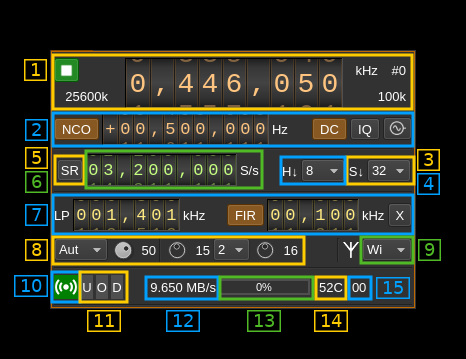 1
0,446,050 kHz #0
25600k 100k
2 NCO +00,500,000 Hz DC IQ
5 3
6 SR 03,200,000 S/s H↓ 8 S↓ 32 4
7 LP 001,401 kHz FIR 00,100 kHz X
8 Aut 50 15 2 16 Wi 9
10 U O D 9.650 MB/s 0% 52C 00 15
11 12 13 14